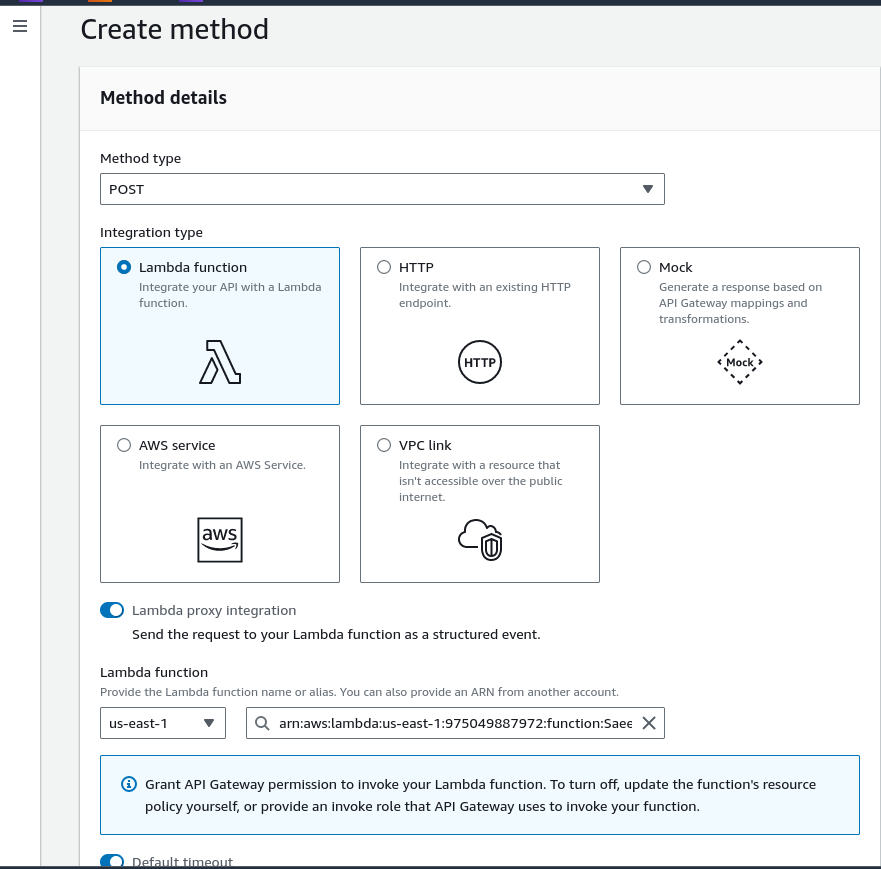 Create method
Method details
Method type
POST
Integration type
Lambda function
Integrate your API with a Lambda
function.
HTTP
Integrate with an existing HTTP
endpoint.
HTTP
Mock
Generate a response based on
API Gateway mappings and
transformations.
Mock
AWS service
Integrate with an AWS Service.
aws
VPC link
Integrate with a resource that
isn't accessible over the public
internet.
Lambda proxy integration
Send the request to your Lambda function as a structured event.
Lambda function
Provide the Lambda function name or alias. You can also provide an ARN from another account.
us-east-1
arn:aws:lambda:us-east-1:975049887972:function:Saee
Grant API Gateway permission to invoke your Lambda function. To turn off, update the function's resource
policy yourself, or provide an invoke role that API Gateway uses to invoke your function.
Default timeout